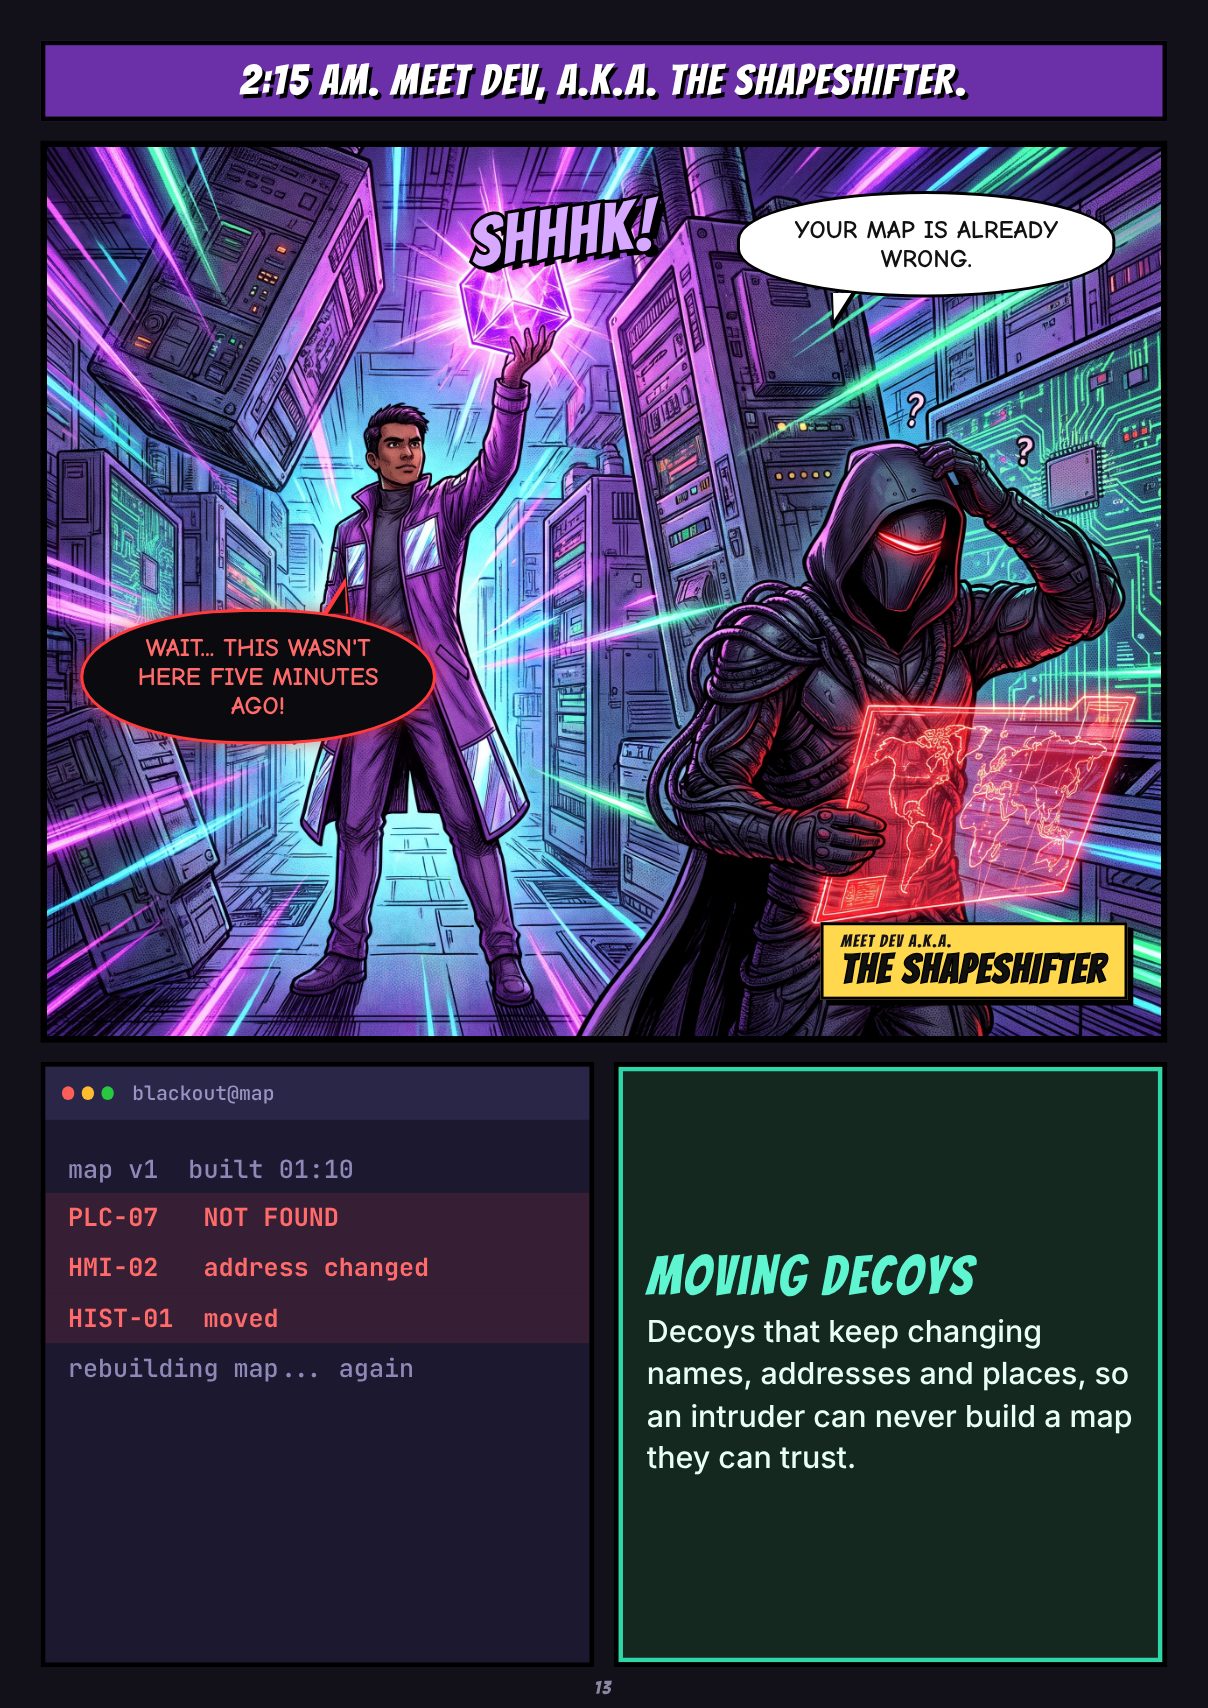 2:15 AM. MEET DEV, A.K.A. THE SHAPESHIFTER.
SHHHK!
YOUR MAP IS ALREADY
WRONG.
?
?
WAIT... THIS WASN'T
HERE FIVE MINUTES
AGO!
MEET DEV A.K.A.
THE SHAPESHIFTER
blackout@map
map v1 built 01:10
PLC-07 NOT FOUND
HMI-02 address changed
HIST-01 moved
rebuilding map... again
MOVING DECOYS
Decoys that keep changing
names, addresses and places, so
an intruder can never build a map
they can trust.
13